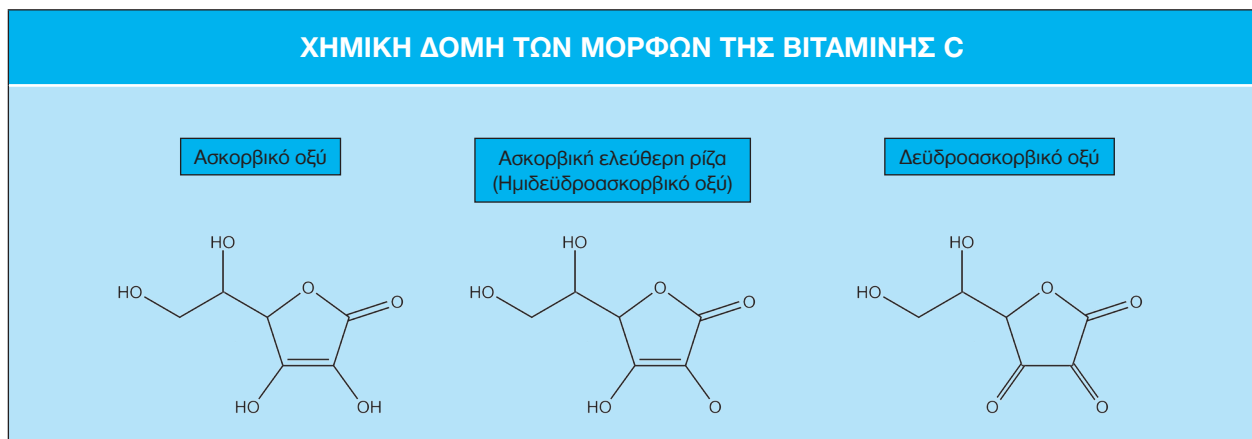 ΧΗΜΙΚΗ ΔΟΜΗ ΤΩΝ ΜΟΡΦΩΝ ΤΗΣ ΒΙΤΑΜΙΝΗΣ C
Ασκορβικό οξύ
Ασκορβική ελεύθερη ρίζα
(Ημιδεϋδροασκορβικό οξύ)
Δεϋδροασκορβικό οξύ
HO
HO
O
O
HO
OH
HO
HO
O
O
HO
O
HO
HO
O
O
O
O